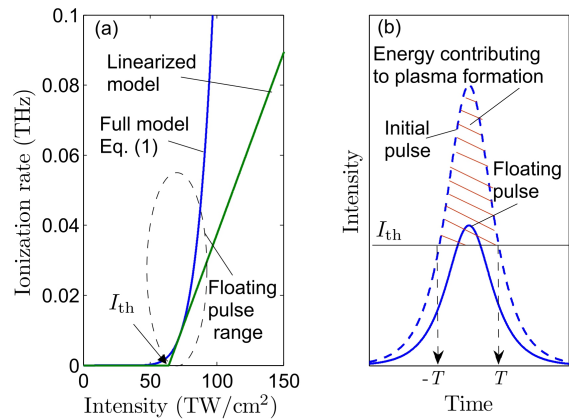 (a)
Linearized
model
Full model
Eq. (1)
Floating
pulse
range
I_th
0
0.02
0.04
0.06
0.08
0.1
Ionization rate (THz)
0
50
100
150
Intensity (TW/cm²)
(b)
Energy contributing
to plasma formation
Initial
pulse
Floating
pulse
I_th
Intensity
-T
T
Time